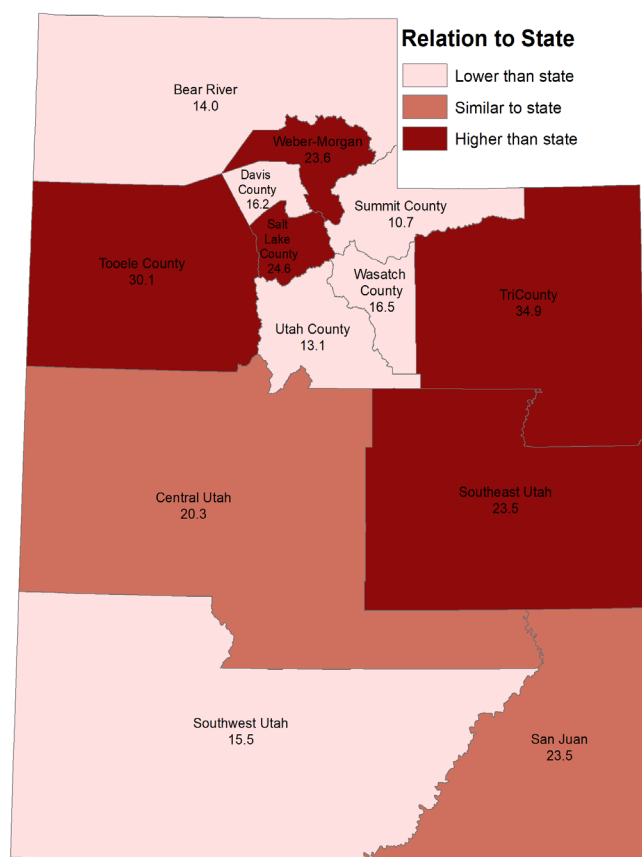 Relation to State
Lower than state
Similar to state
Higher than state
Bear River
14.0
Weber-Morgan
23.6
Davis
County
16.2
Summit County
10.7
Salt
Lake
County
24.6
Tooele County
30.1
Wasatch
County
16.5
TriCounty
34.9
Utah County
13.1
Central Utah
20.3
Southeast Utah
23.5
Southwest Utah
15.5
San Juan
23.5